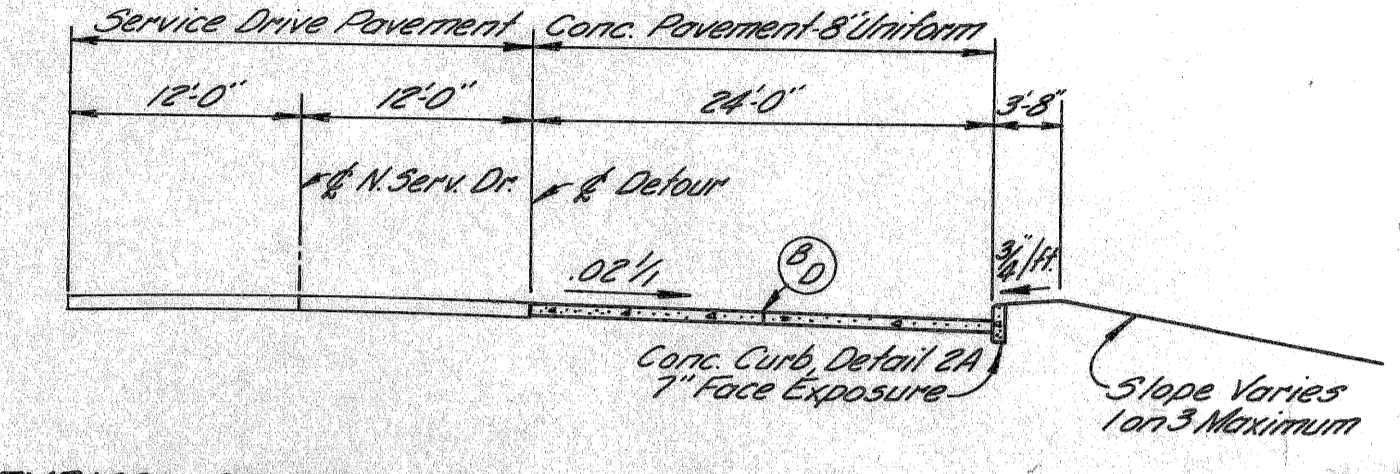 Service Drive Pavement
Conc. Pavement-8" Uniform
12'-0"
12'-0"
24'-0"
3'-8"
℄ N. Serv. Dr.
℄ Detour
.02'/1
B
D
3/4"/ft.
Conc. Curb, Detail 2A
7" Face Exposure
Slope Varies
1 on 3 Maximum